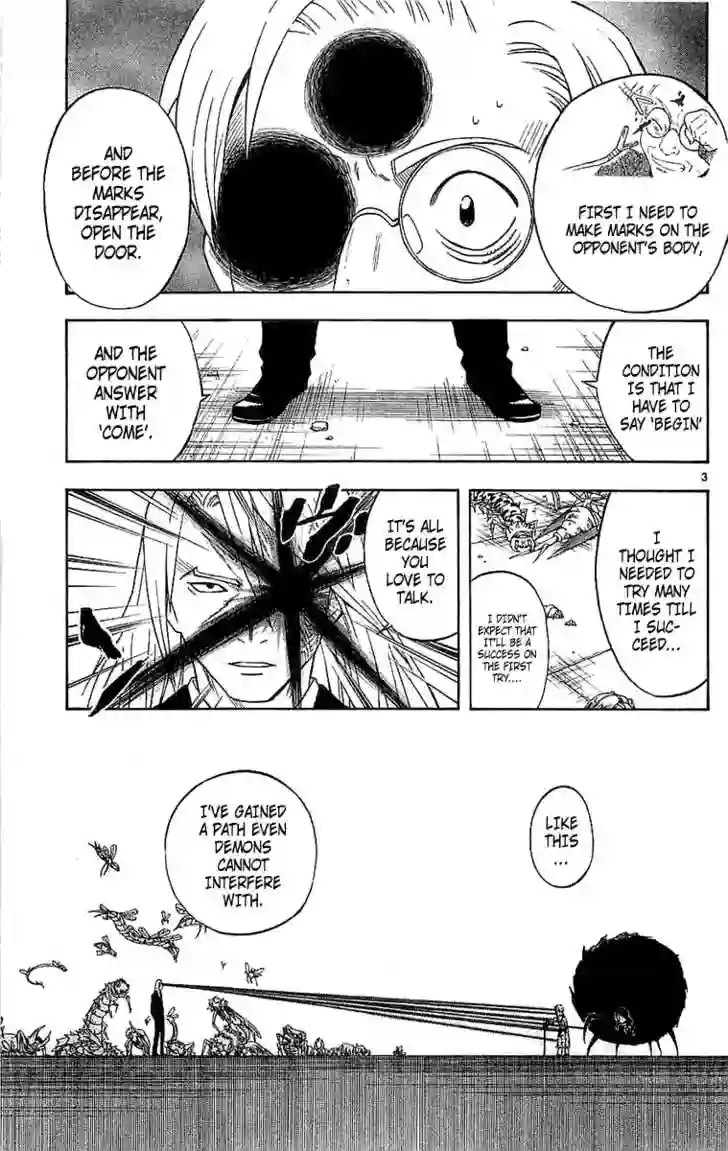 FIRST I NEED TO
MAKE MARKS ON THE
OPPONENT'S BODY,
AND
BEFORE THE
MARKS
DISAPPEAR,
OPEN THE
DOOR.
THE
CONDITION
IS THAT I
HAVE TO
SAY 'BEGIN'
AND THE
OPPONENT
ANSWER
WITH
'COME'.
3
I
THOUGHT I
NEEDED TO
TRY MANY
TIMES TILL
I SUC-
CEED...
I DIDN'T
EXPECT THAT
IT'LL BE A
SUCCESS ON
THE FIRST
TRY....
IT'S ALL
BECAUSE
YOU
LOVE TO
TALK.
LIKE
THIS
...
I'VE GAINED
A PATH EVEN
DEMONS
CANNOT
INTERFERE
WITH.